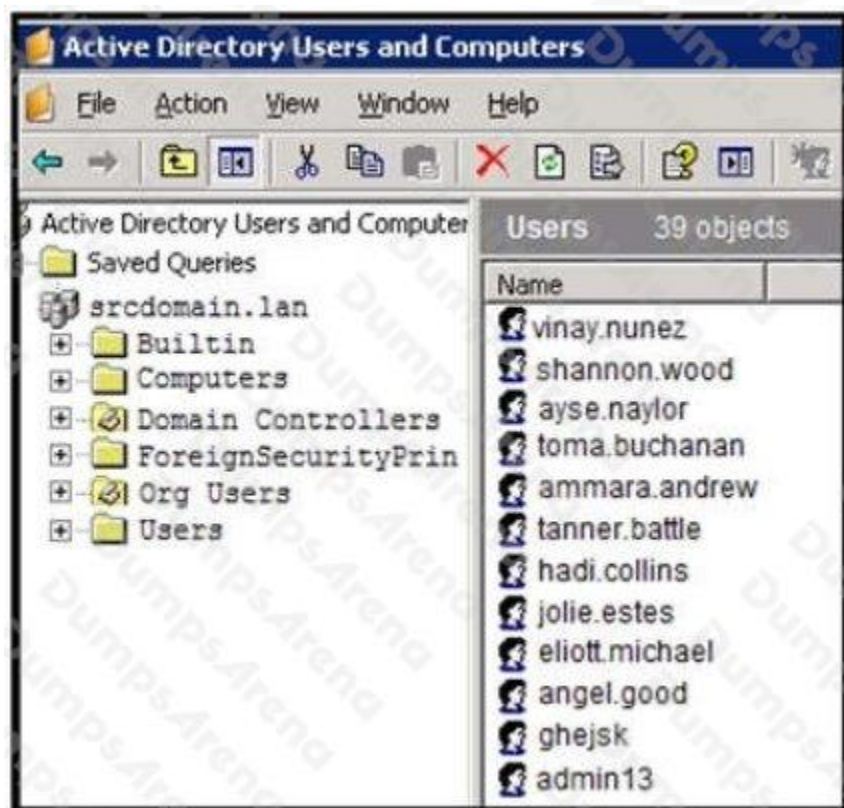 Active Directory Users and Computers
File Action View Window Help
Active Directory Users and Computer
Saved Queries
srcdomain.lan
Builtin
Computers
Domain Controllers
ForeignSecurityPrin
Org Users
Users
Users 39 objects
Name
vinay.nunez
shannon.wood
ayse.naylor
toma.buchanan
ammara.andrew
tanner.battle
hadi.collins
jolie.estes
eliott.michael
angel.good
ghejsk
admin13
DumpsArena